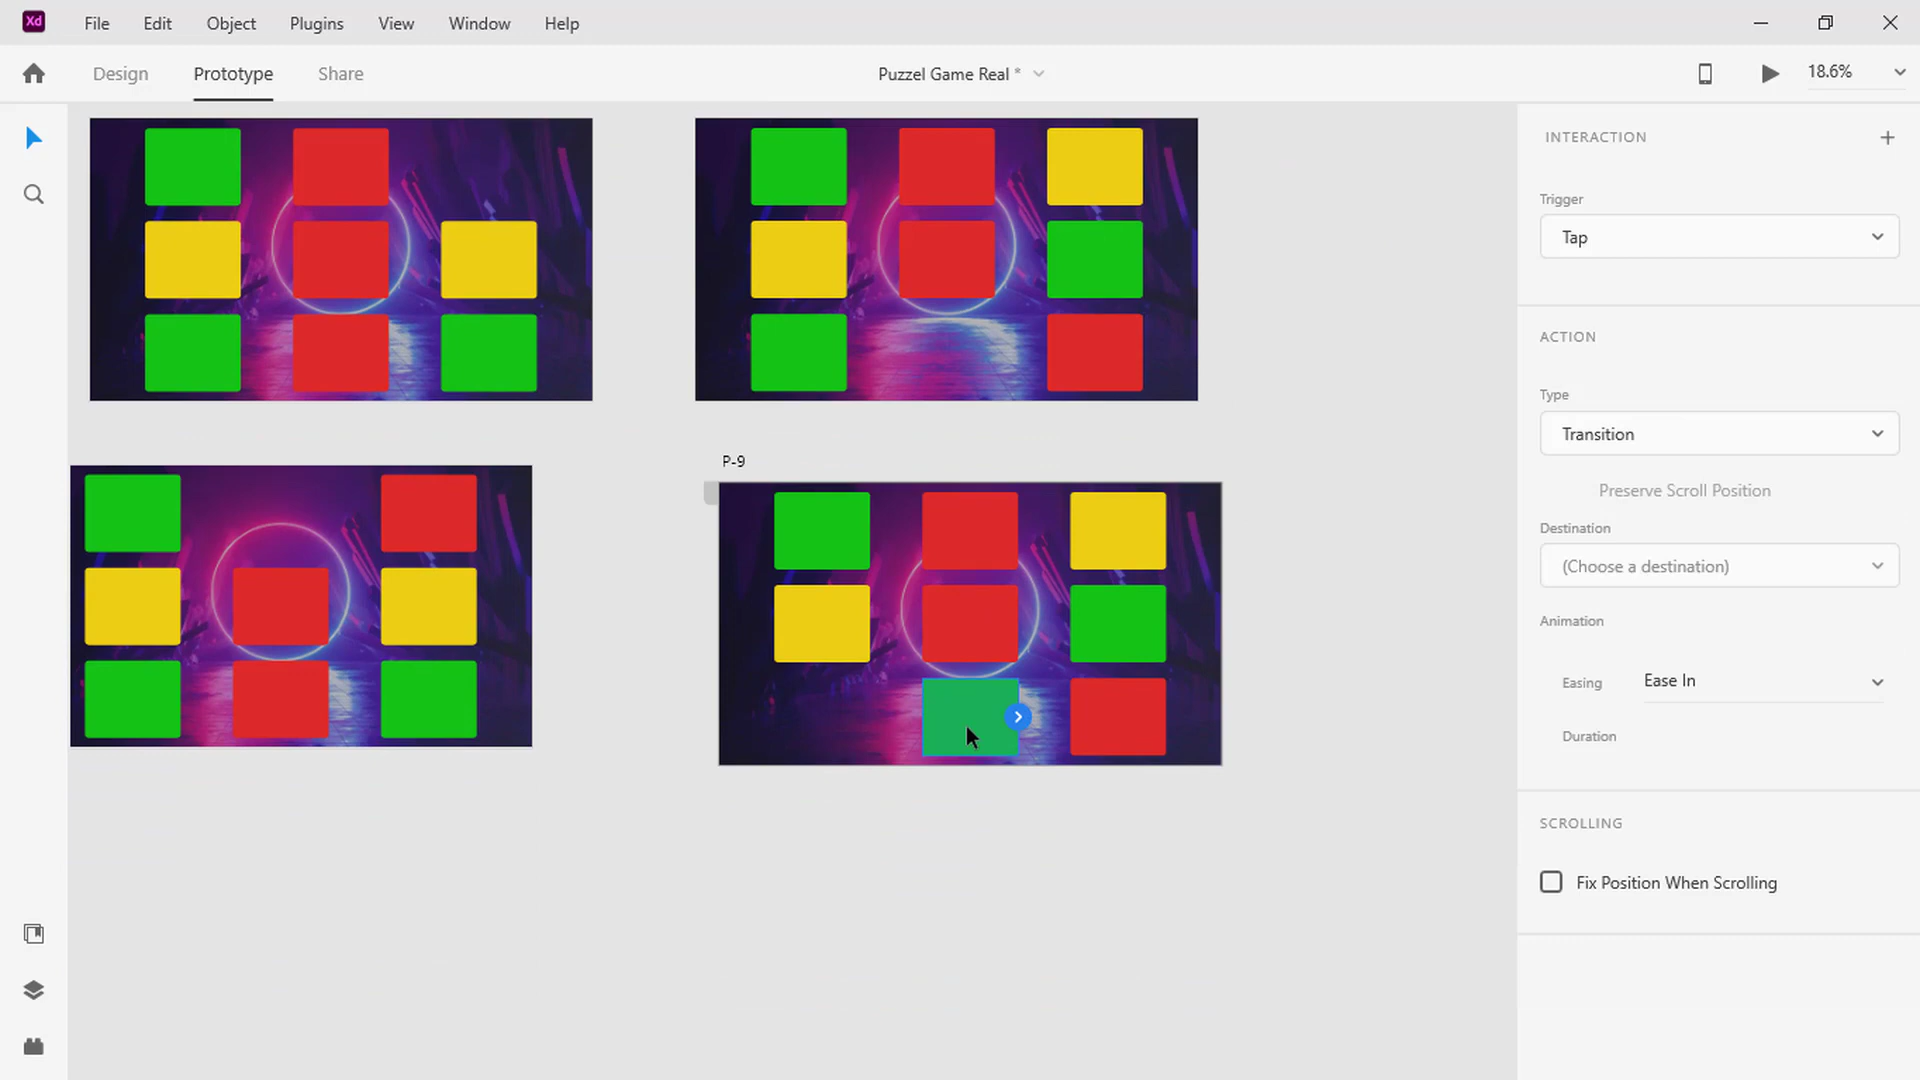 Xd File Edit Object Plugins View Window Help
Design Prototype Share Puzzel Game Real * 18.6%
INTERACTION
Trigger
Tap
ACTION
Type
Transition
Preserve Scroll Position
Destination
(Choose a destination)
Animation
Easing Ease In
Duration
SCROLLING
Fix Position When Scrolling
P-9